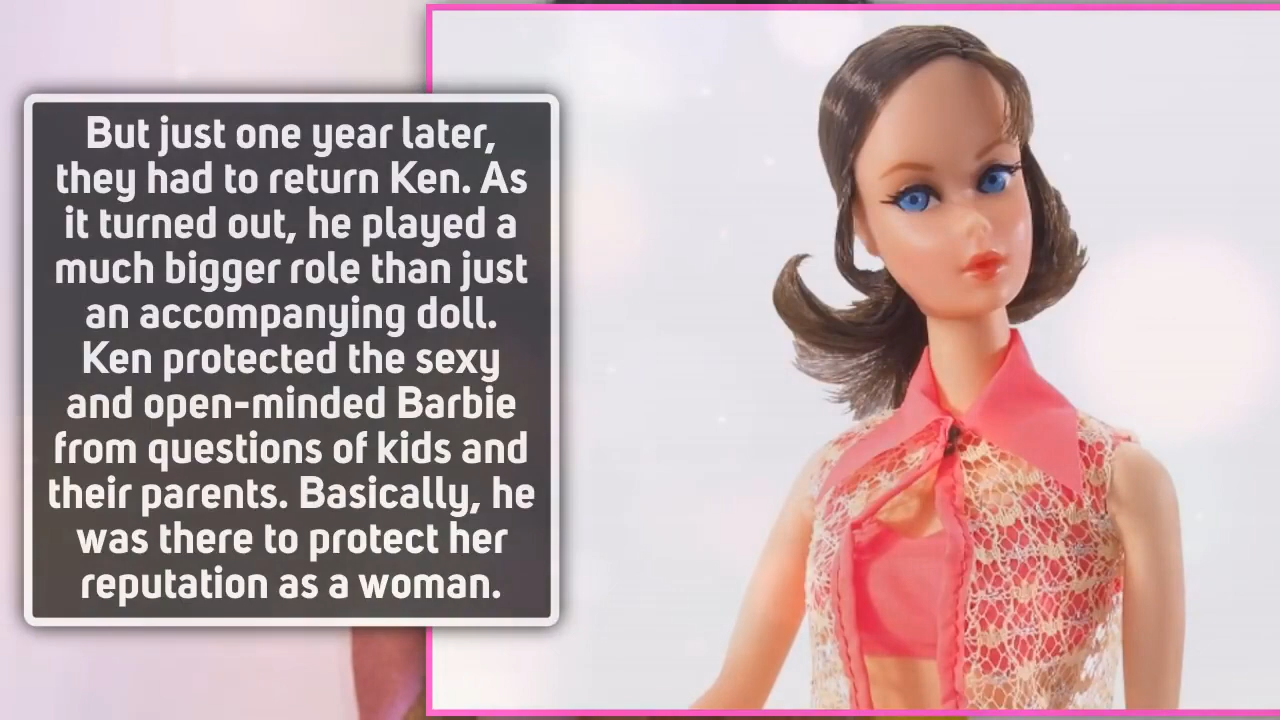 But just one year later,
they had to return Ken. As
it turned out, he played a
much bigger role than just
an accompanying doll.
Ken protected the sexy
and open-minded Barbie
from questions of kids and
their parents. Basically, he
was there to protect her
reputation as a woman.